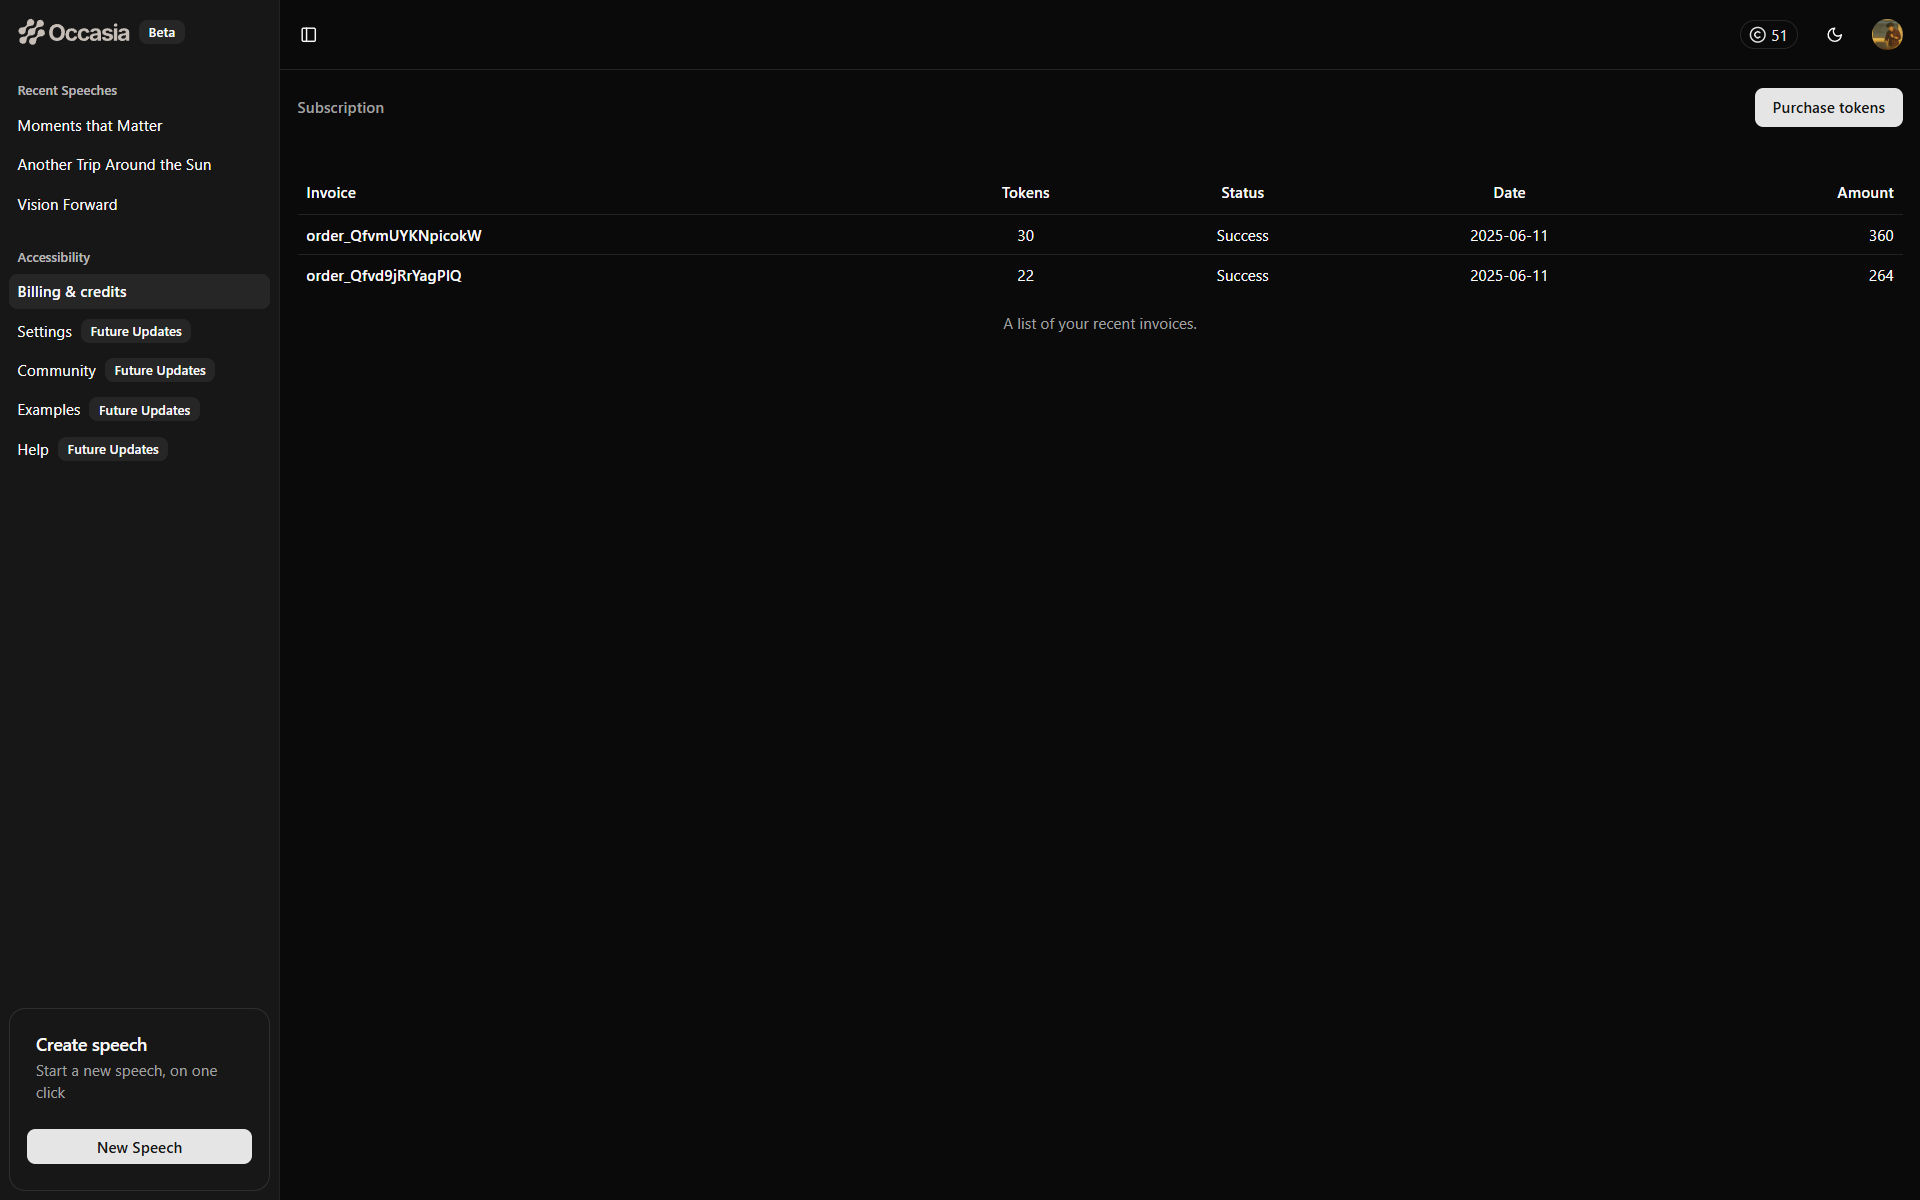 Occasia Beta
Recent Speeches
Moments that Matter
Another Trip Around the Sun
Vision Forward
Accessibility
Billing & credits
Settings Future Updates
Community Future Updates
Examples Future Updates
Help Future Updates
Create speech
Start a new speech, on one
click
New Speech
51
Subscription
Purchase tokens
Invoice Tokens Status Date Amount
order_QfvmUYKNpicokW 30 Success 2025-06-11 360
order_Qfvd9jRrYagPIQ 22 Success 2025-06-11 264
A list of your recent invoices.